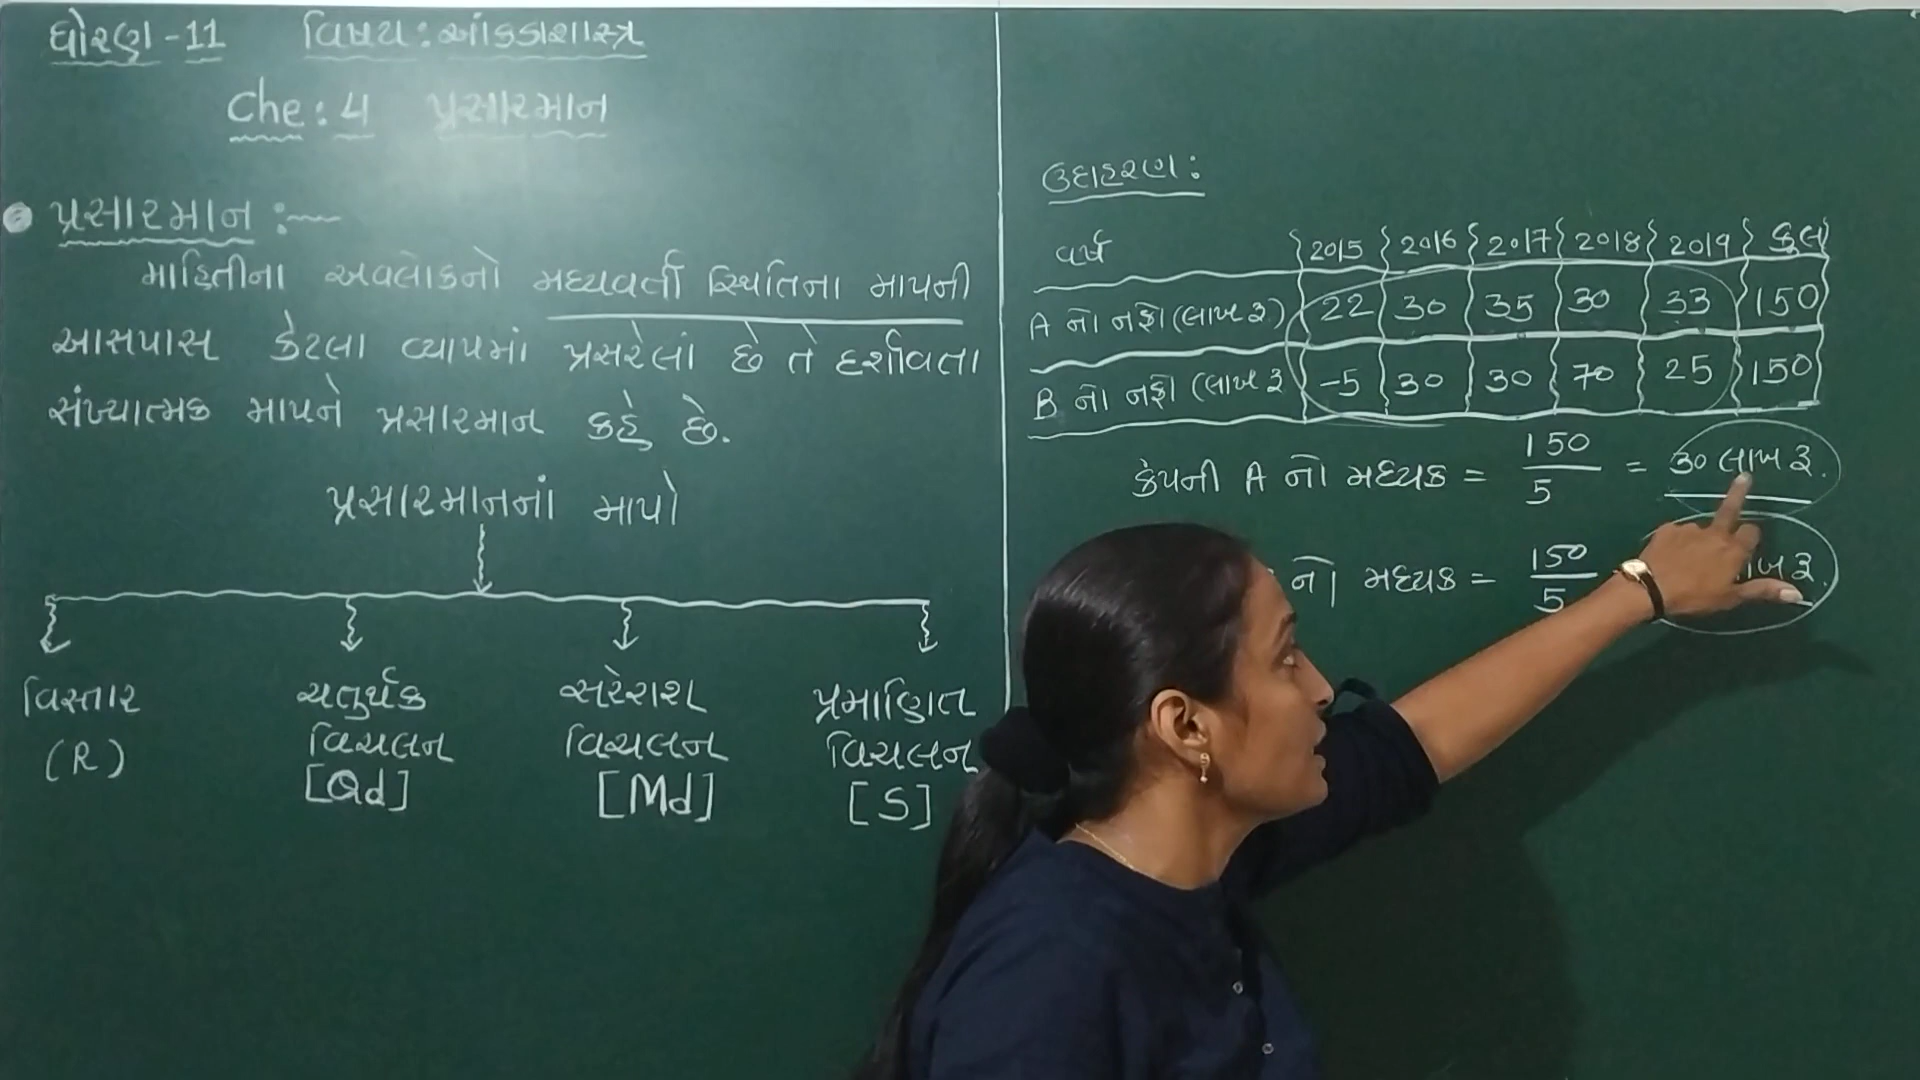 ધોરણ - 11 વિષય : આંકડાશાસ્ત્ર
Che : 4 પ્રસારમાન
પ્રસારમાન :-
માહિતીના અવલોકનો મધ્યવર્તી સ્થિતિના માપની
આસપાસ કેટલા વ્યાપમાં પ્રસરેલાં છે તે દર્શાવતા
સંખ્યાત્મક માપને પ્રસારમાન કહે છે.
પ્રસારમાનનાં માપો
વિસ્તાર
(R)
ચતુર્થક
વિચલન
[Qd]
સરેરાશ
વિચલન
[Md]
પ્રમાણિત
વિચલન
[S]
ઉદાહરણ :
વર્ષ 2015 2016 2017 2018 2019 કુલ
A નો નફો (લાખ રૂ.) 22 30 35 30 33 150
B નો નફો (લાખ રૂ -5 30 30 70 25 150
કંપની A નો મધ્યક = 150/5 = 30 લાખ રૂ.
નો મધ્યક = 150/5 રૂ.